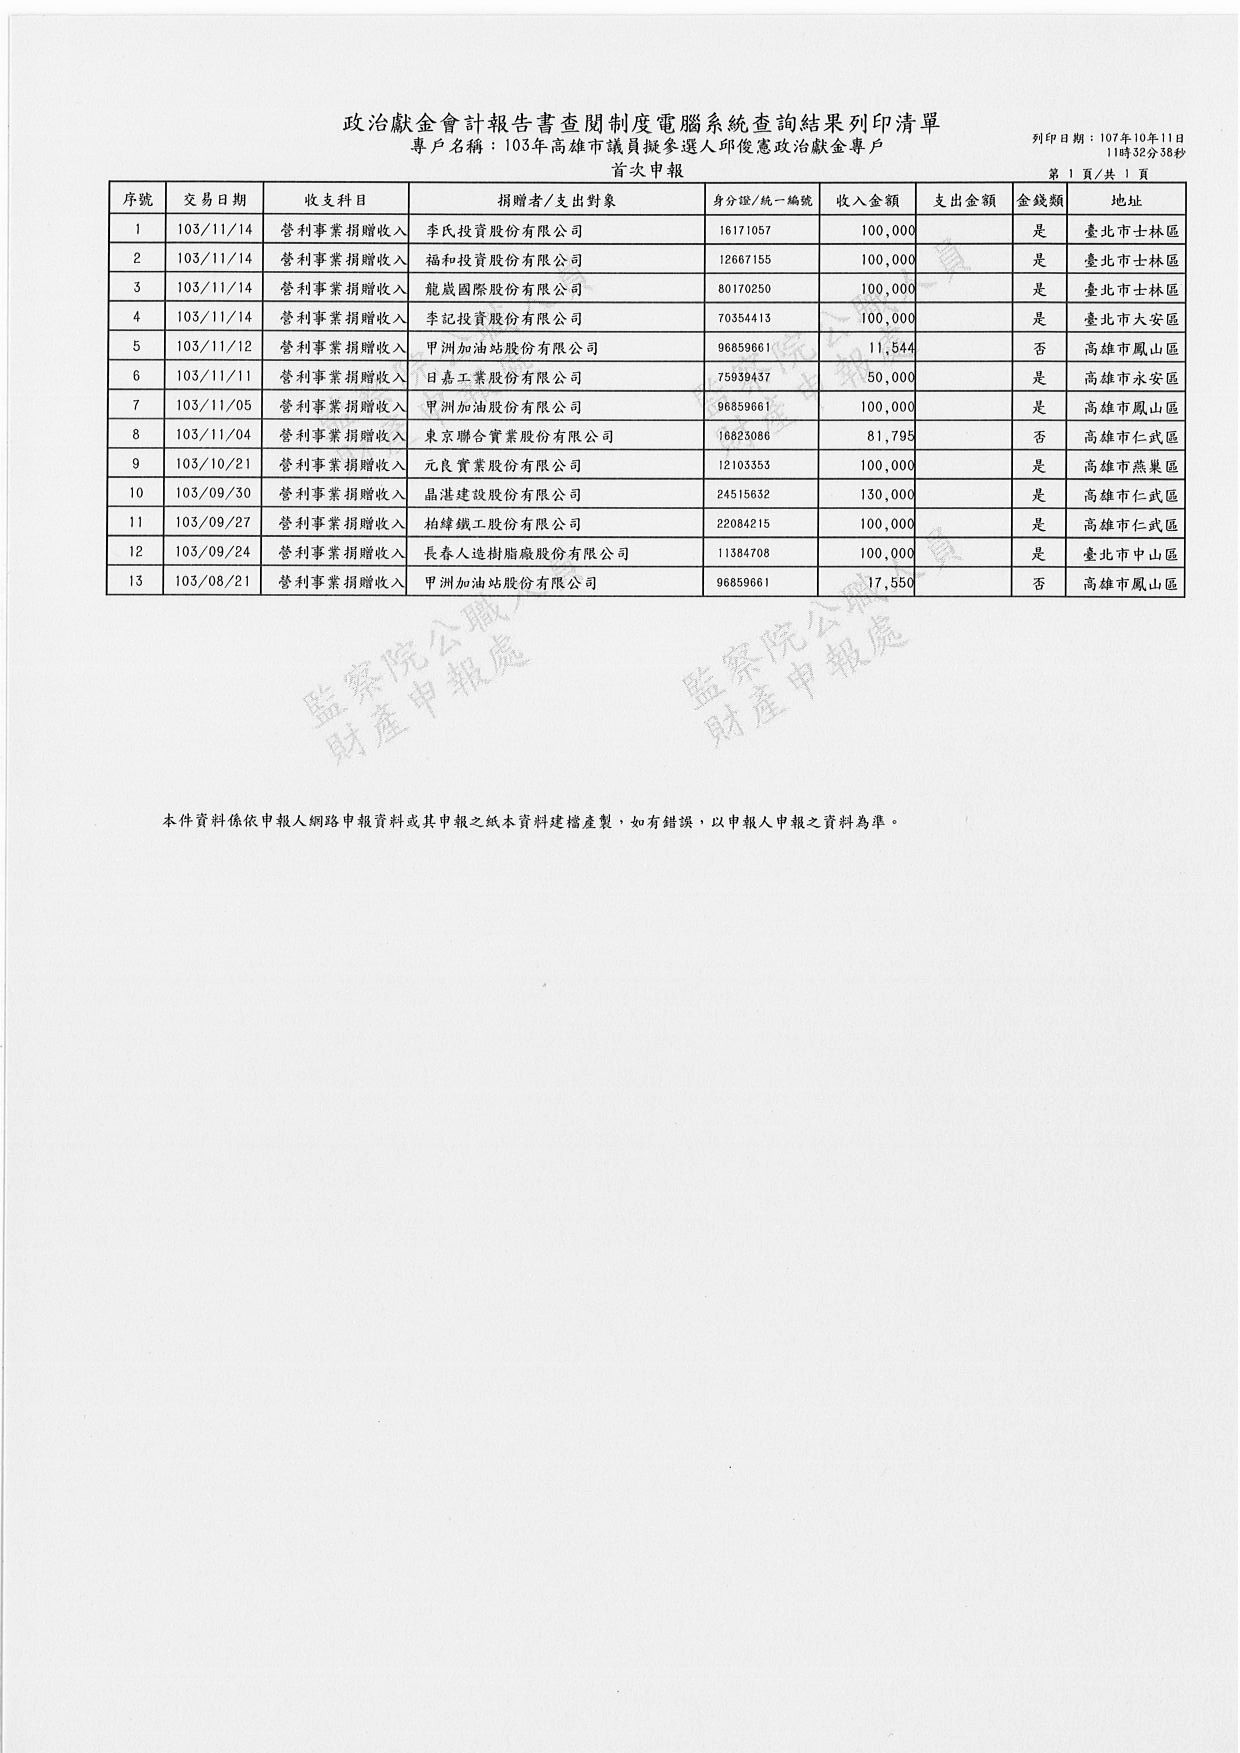 政治獻金會計報告書查閱制度電腦系統查詢結果列印清單
專戶名稱：103年高雄市議員擬參選人邱俊憲政治獻金專戶
列印日期：107年10年11日
11時32分38秒
首次申報
第 1 頁/共 1 頁
序號 交易日期 收支科目 捐贈者/支出對象 身分證/統一編號 收入金額 支出金額 金錢類 地址
1 103/11/14 營利事業捐贈收入 李氏投資股份有限公司 16171057 100,000 是 臺北市士林區
2 103/11/14 營利事業捐贈收入 福和投資股份有限公司 12667155 100,000 是 臺北市士林區
3 103/11/14 營利事業捐贈收入 龍崴國際股份有限公司 80170250 100,000 是 臺北市士林區
4 103/11/14 營利事業捐贈收入 李記投資股份有限公司 70354413 100,000 是 臺北市大安區
5 103/11/12 營利事業捐贈收入 甲洲加油站股份有限公司 96859661 11,544 否 高雄市鳳山區
6 103/11/11 營利事業捐贈收入 日嘉工業股份有限公司 75939437 50,000 是 高雄市永安區
7 103/11/05 營利事業捐贈收入 甲洲加油股份有限公司 96859661 100,000 是 高雄市鳳山區
8 103/11/04 營利事業捐贈收入 東京聯合實業股份有限公司 16823086 81,795 否 高雄市仁武區
9 103/10/21 營利事業捐贈收入 元良實業股份有限公司 12103353 100,000 是 高雄市燕巢區
10 103/09/30 營利事業捐贈收入 晶湛建設股份有限公司 24515632 130,000 是 高雄市仁武區
11 103/09/27 營利事業捐贈收入 柏緯鐵工股份有限公司 22084215 100,000 是 高雄市仁武區
12 103/09/24 營利事業捐贈收入 長春人造樹脂廠股份有限公司 11384708 100,000 是 臺北市中山區
13 103/08/21 營利事業捐贈收入 甲洲加油站股份有限公司 96859661 17,550 否 高雄市鳳山區
監察院公職人員
財產申報處
監察院公職人員
財產申報處
監察院公職人員
財產申報處
監察院公職人員
財產申報處
本件資料係依申報人網路申報資料或其申報之紙本資料建檔產製，如有錯誤，以申報人申報之資料為準。